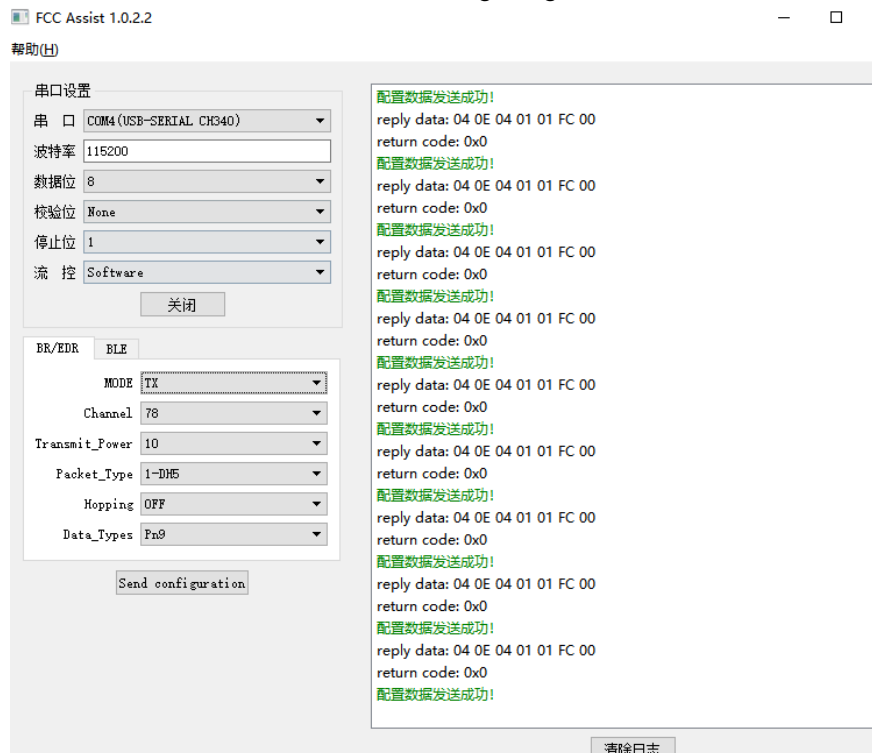 FCC Assist 1.0.2.2
帮助(H)
串口设置
串 口 COM4(USB-SERIAL CH340)
波特率 115200
数据位 8
校验位 None
停止位 1
流 控 Software
关闭
BR/EDR BLE
MODE TX
Channel 78
Transmit_Power 10
Packet_Type 1-DH5
Hopping OFF
Data_Types Pn9
Send configuration
配置数据发送成功!
reply data: 04 0E 04 01 01 FC 00
return code: 0x0
配置数据发送成功!
reply data: 04 0E 04 01 01 FC 00
return code: 0x0
配置数据发送成功!
reply data: 04 0E 04 01 01 FC 00
return code: 0x0
配置数据发送成功!
reply data: 04 0E 04 01 01 FC 00
return code: 0x0
配置数据发送成功!
reply data: 04 0E 04 01 01 FC 00
return code: 0x0
配置数据发送成功!
reply data: 04 0E 04 01 01 FC 00
return code: 0x0
配置数据发送成功!
reply data: 04 0E 04 01 01 FC 00
return code: 0x0
配置数据发送成功!
reply data: 04 0E 04 01 01 FC 00
return code: 0x0
配置数据发送成功!
reply data: 04 0E 04 01 01 FC 00
return code: 0x0
配置数据发送成功!
清除日志